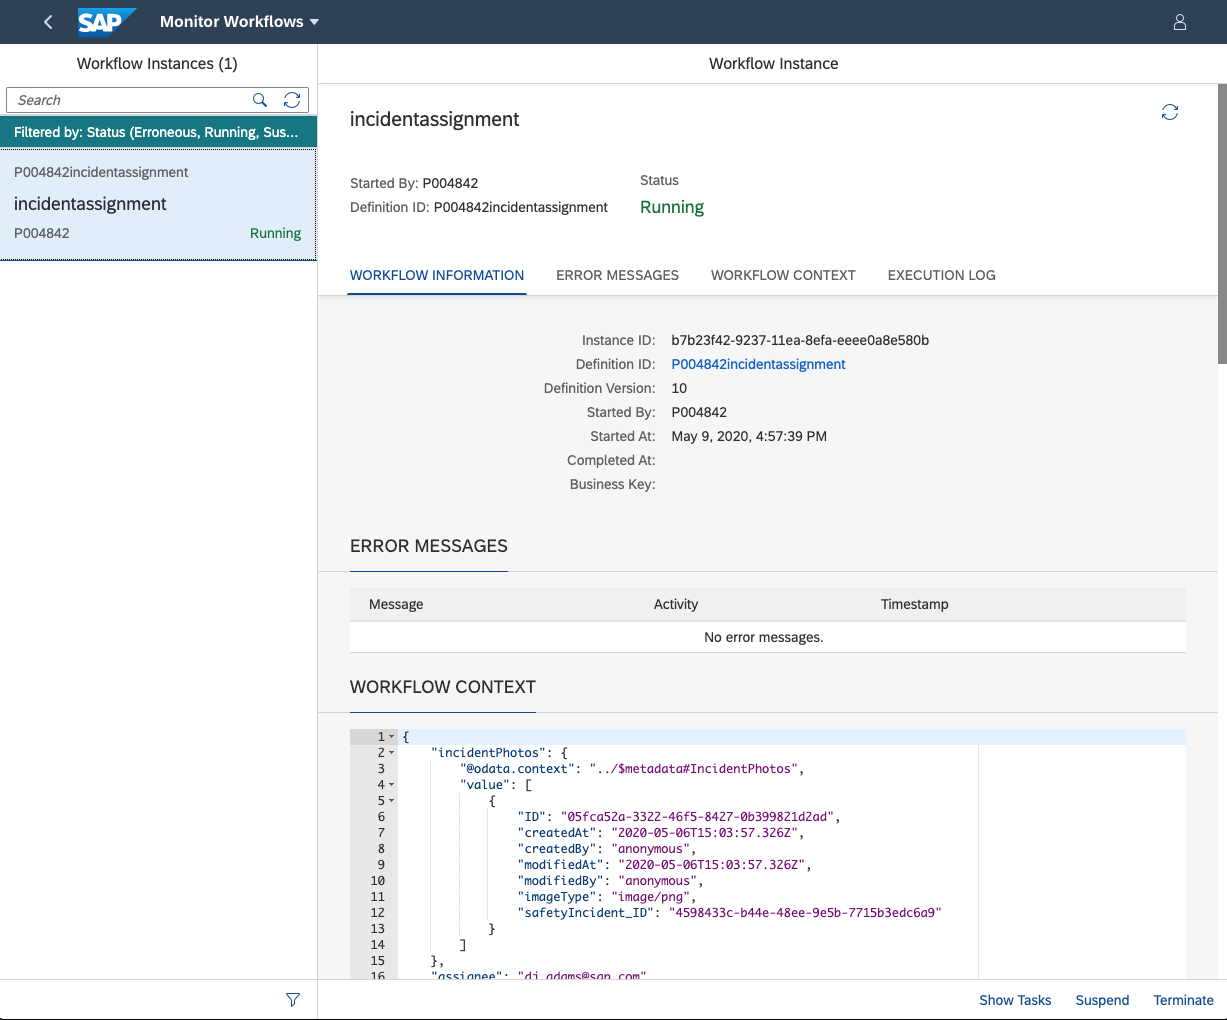 SAP Monitor Workflows
Workflow Instances (1)
Search
Filtered by: Status (Erroneous, Running, Sus...
P004842incidentassignment
incidentassignment
P004842 Running
Workflow Instance
incidentassignment
Started By: P004842
Definition ID: P004842incidentassignment
Status
Running
WORKFLOW INFORMATION ERROR MESSAGES WORKFLOW CONTEXT EXECUTION LOG
Instance ID: b7b23f42-9237-11ea-8efa-eeee0a8e580b
Definition ID: P004842incidentassignment
Definition Version: 10
Started By: P004842
Started At: May 9, 2020, 4:57:39 PM
Completed At:
Business Key:
ERROR MESSAGES
Message Activity Timestamp
No error messages.
WORKFLOW CONTEXT
1 {
2 "incidentPhotos": {
3 "@odata.context": "../$metadata#IncidentPhotos",
4 "value": [
5 {
6 "ID": "05fca52a-3322-46f5-8427-0b399821d2ad",
7 "createdAt": "2020-05-06T15:03:57.326Z",
8 "createdBy": "anonymous",
9 "modifiedAt": "2020-05-06T15:03:57.326Z",
10 "modifiedBy": "anonymous",
11 "imageType": "image/png",
12 "safetyIncident_ID": "4598433c-b44e-48ee-9e5b-7715b3edc6a9"
13 }
14 ]
15 },
16 "assignee": "dj.adams@sap.com"
Show Tasks Suspend Terminate